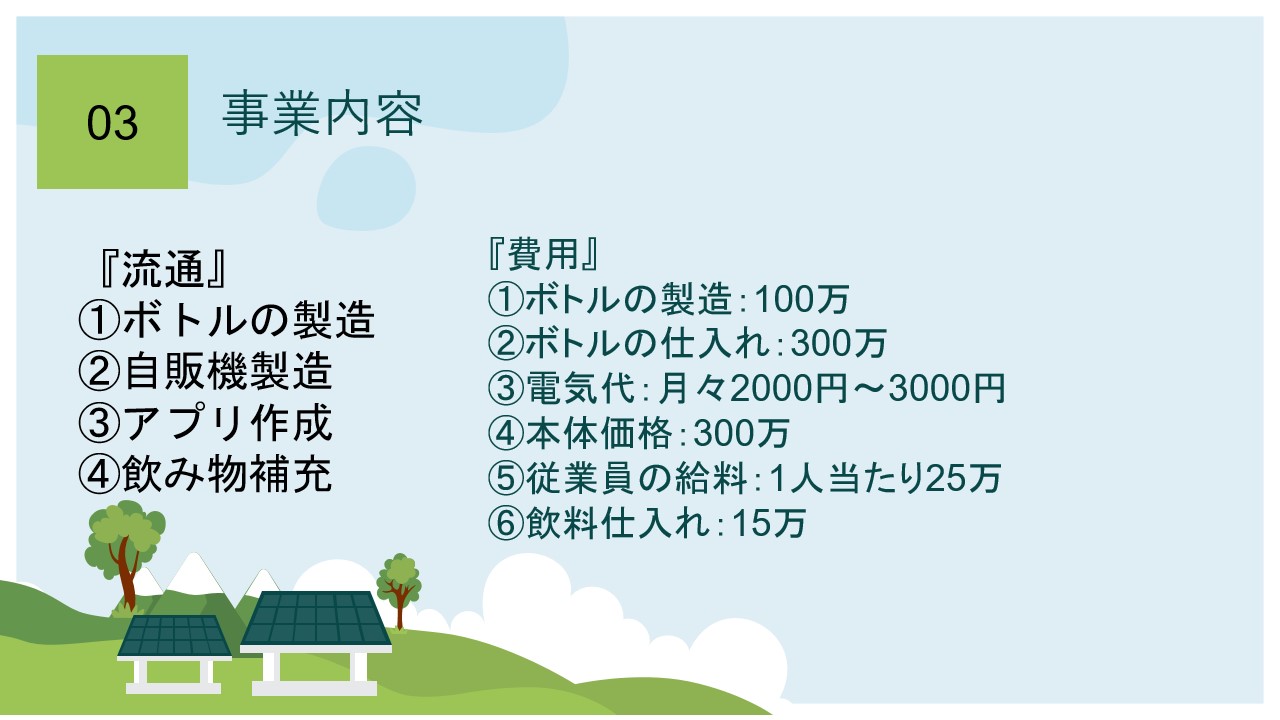 03
事業内容
『流通』
①ボトルの製造
②自販機製造
③アプリ作成
④飲み物補充
『費用』
①ボトルの製造：100万
②ボトルの仕入れ：300万
③電気代：月々2000円～3000円
④本体価格：300万
⑤従業員の給料：1人当たり25万
⑥飲料仕入れ：15万